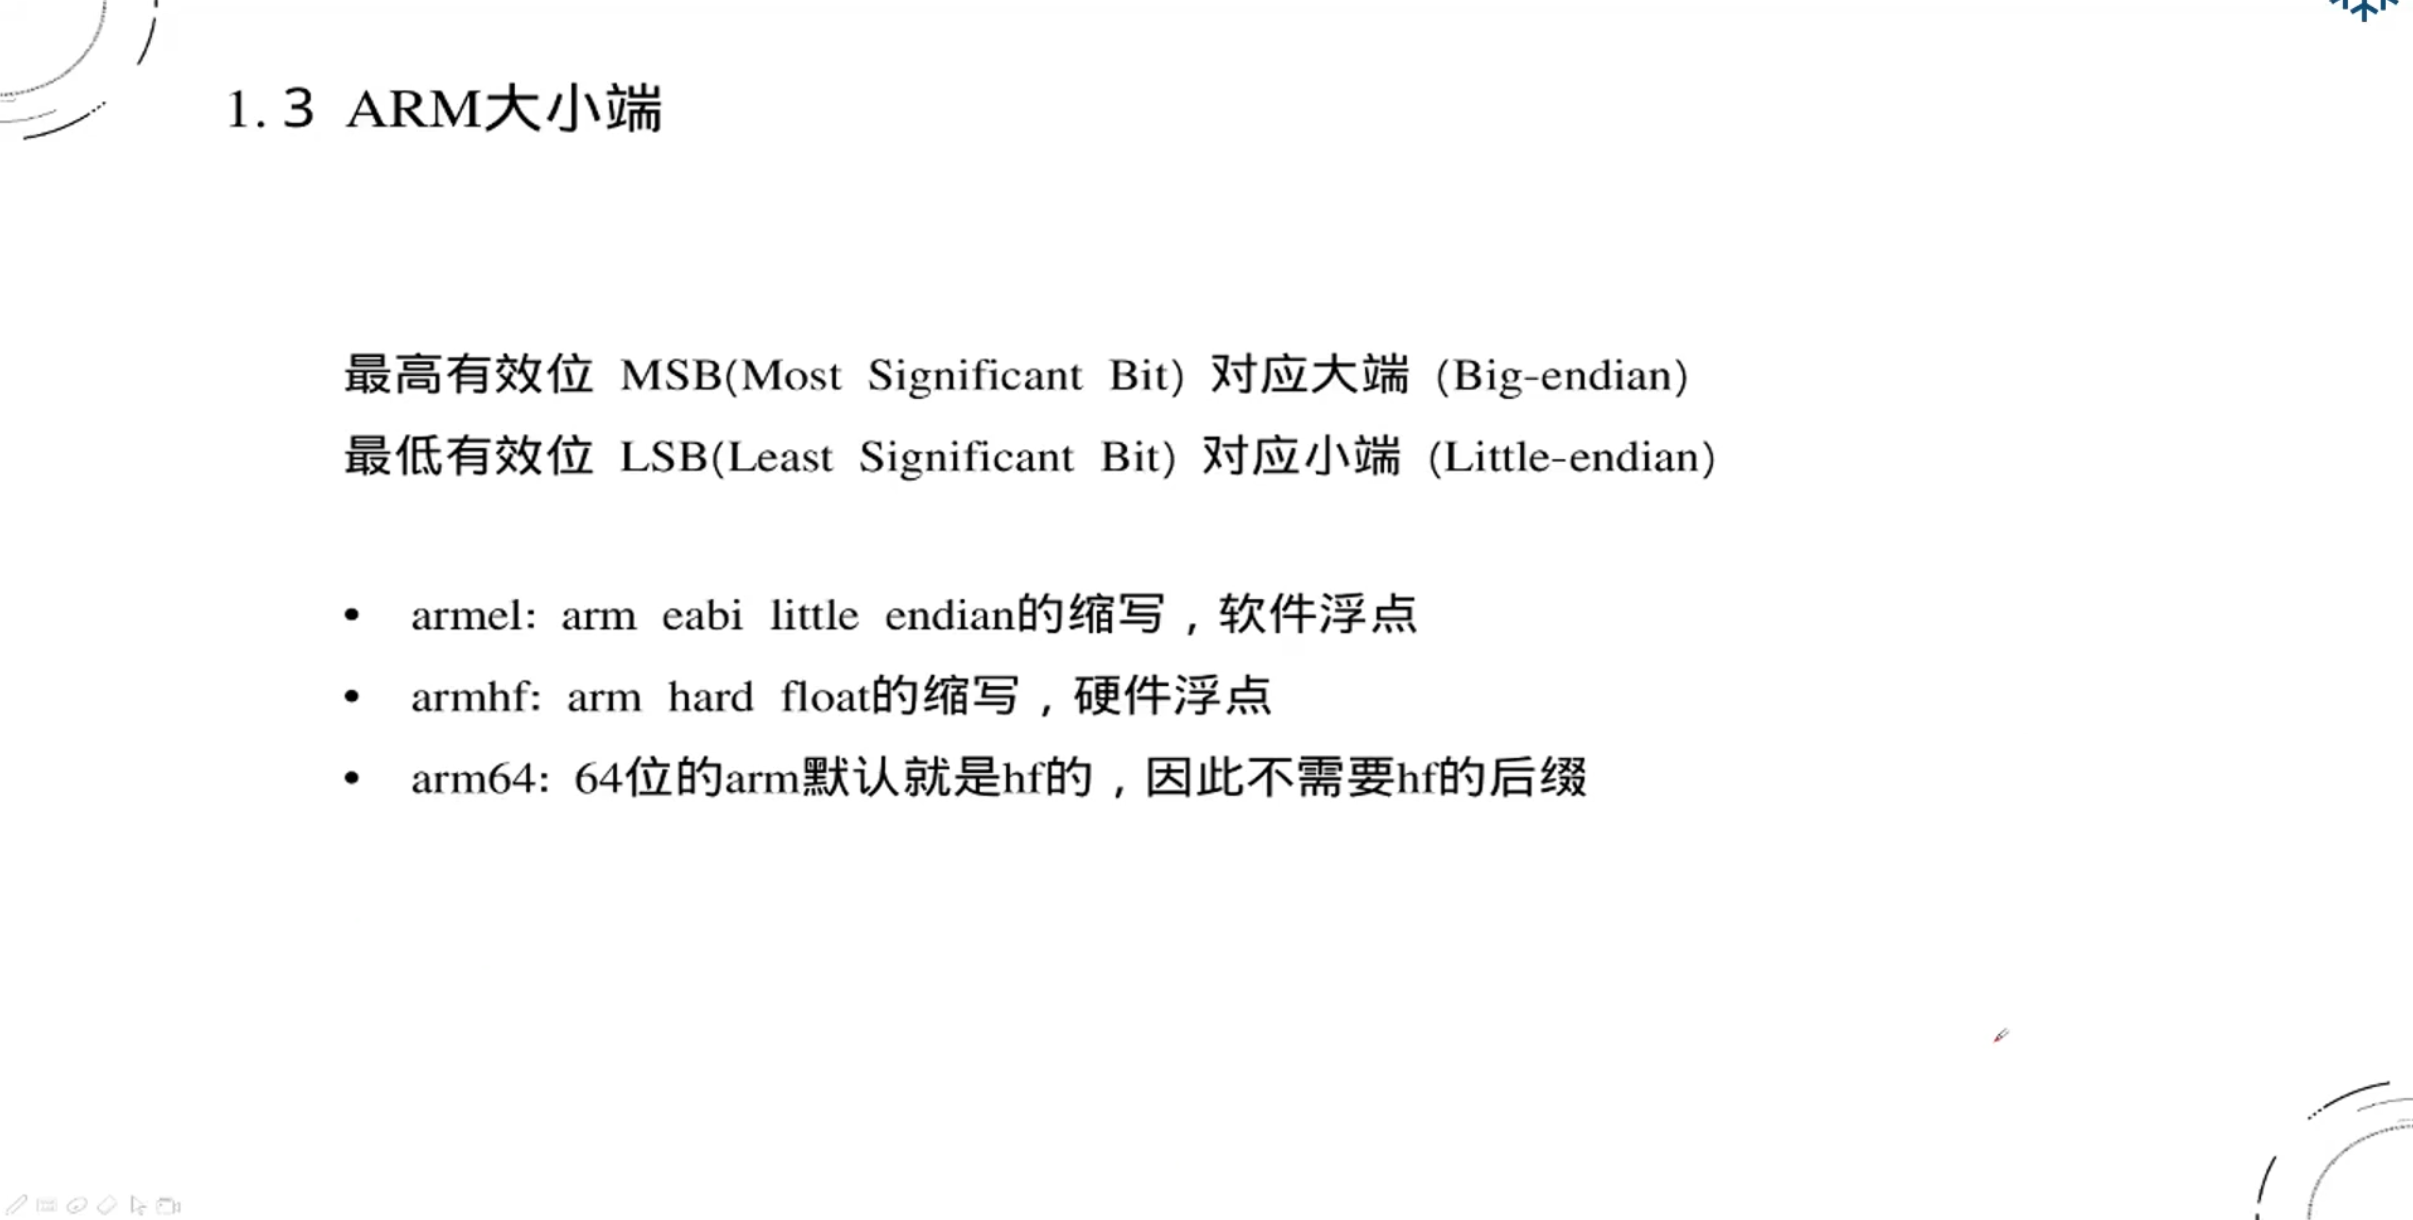 1.3 ARM大小端
最高有效位 MSB(Most Significant Bit) 对应大端 (Big-endian)
最低有效位 LSB(Least Significant Bit) 对应小端 (Little-endian)
• armel: arm eabi little endian的缩写，软件浮点
• armhf: arm hard float的缩写，硬件浮点
• arm64: 64位的arm默认就是hf的，因此不需要hf的后缀